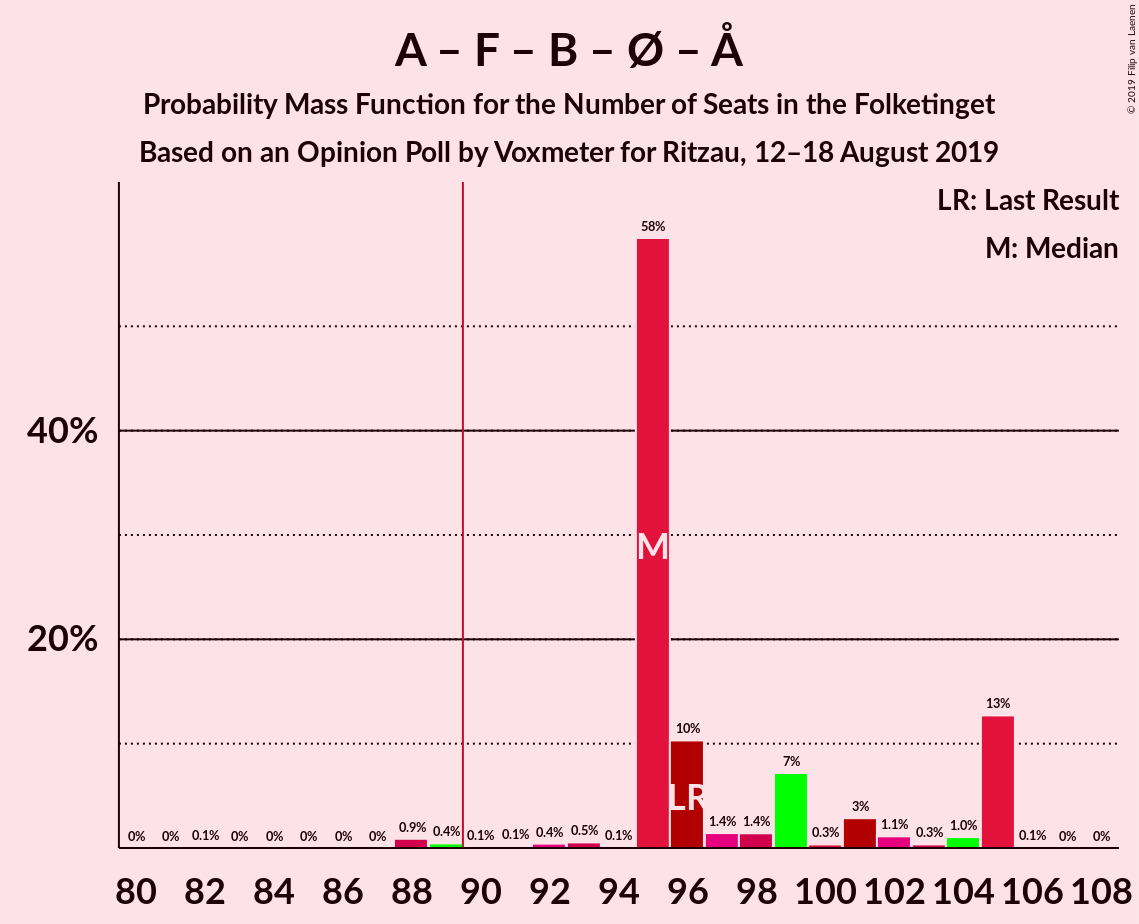 A – F – B – Ø – Å
Probability Mass Function for the Number of Seats in the Folketinget
Based on an Opinion Poll by Voxmeter for Ritzau, 12–18 August 2019
© 2019 Filip van Laenen
LR: Last Result
M: Median
58%
40%
M
20%
13%
10%
7%
LR
0% 0% 0.1% 0% 0% 0% 0% 0% 0.9% 0.4% 0.1% 0.1% 0.4% 0.5% 0.1% 1.4% 1.4% 0.3% 3% 1.1% 0.3% 1.0% 0.1% 0% 0%
80 82 84 86 88 90 92 94 96 98 100 102 104 106 108